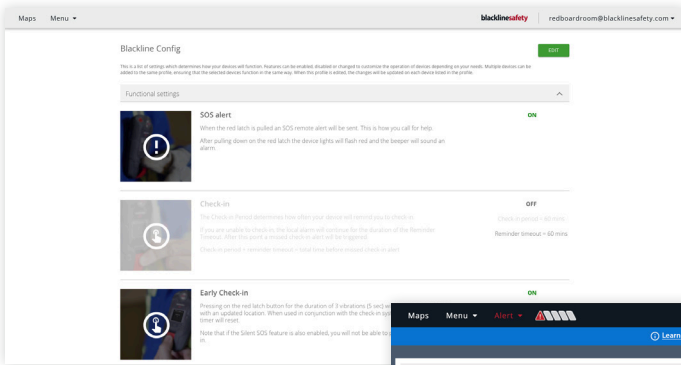 Maps Menu blacklinesafety redboardroom@blacklinesafety.com
Blackline Config EDIT
This is a list of settings which determines how your devices will function. Features can be enabled, disabled or changed to customize the operation of devices depending on your needs. Multiple devices can be
added to the same profile, ensuring that the selected devices function in the same way. When this profile is edited, the changes will be updated on each device listed in the profile.
Functional settings
SOS alert ON
When the red latch is pulled an SOS remote alert will be sent. This is how you call for help.
After pulling down on the red latch the device lights will flash red and the beeper will sound an
alarm.
Check-in OFF
The Check-in Period determines how often your device will remind you to check-in. Check-in period = 60 mins
If you are unable to check-in, the local alarm will continue for the duration of the Reminder Reminder timeout = 60 mins
Timeout. After this point a missed check-in alert will be triggered.
Check-in period + reminder timeout = total time before missed check-in alert
Early Check-in ON
Pressing on the red latch button for the duration of 3 vibrations (5 sec)
with an updated location. When used in conjunction with the check-in
timer will reset.
Note that if the Silent SOS feature is also enabled, you will not be able to
in.
Maps Menu Alert
Learn